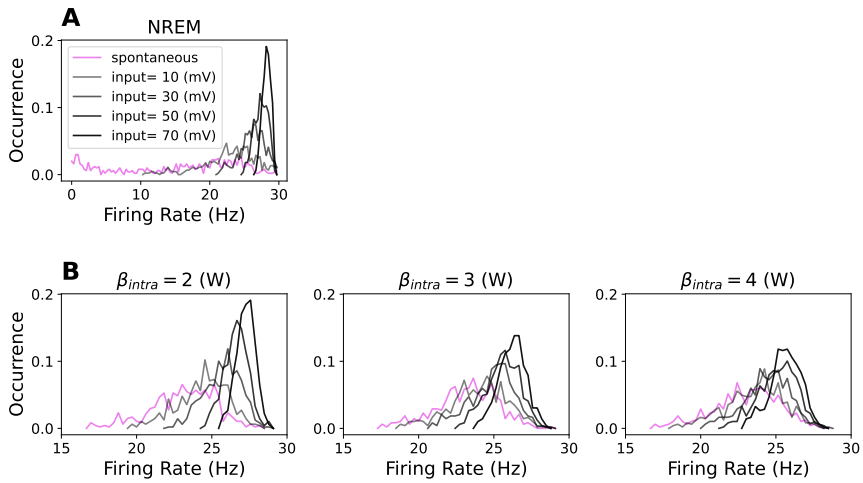 A
NREM
0.2
0.1
0.0
Occurrence
spontaneous
input= 10 (mV)
input= 30 (mV)
input= 50 (mV)
input= 70 (mV)
0 10 20 30
Firing Rate (Hz)
B
β_intra = 2 (W)
0.2
0.1
0.0
Occurrence
15 20 25 30
Firing Rate (Hz)
β_intra = 3 (W)
0.2
0.1
0.0
15 20 25 30
Firing Rate (Hz)
β_intra = 4 (W)
0.2
0.1
0.0
15 20 25 30
Firing Rate (Hz)